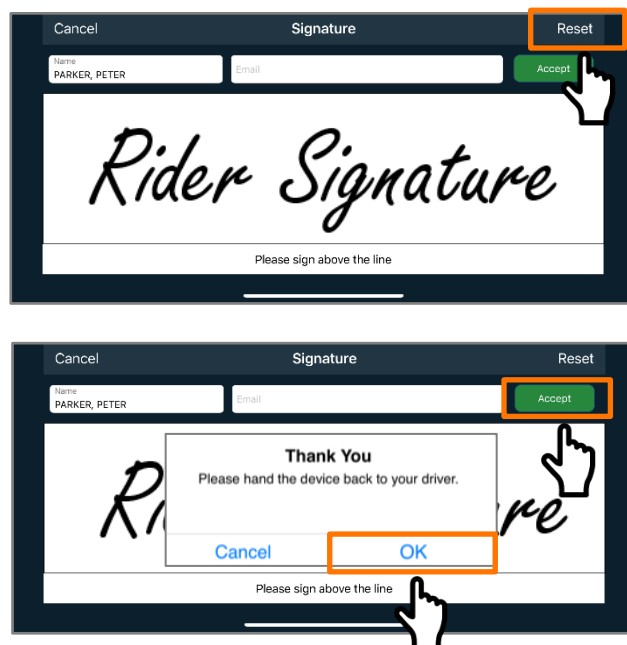 Cancel Signature Reset
Name
PARKER, PETER Email Accept
Rider Signature
Please sign above the line
Cancel Signature Reset
Name
PARKER, PETER Email Accept
Thank You
Please hand the device back to your driver.
Cancel OK
Please sign above the line